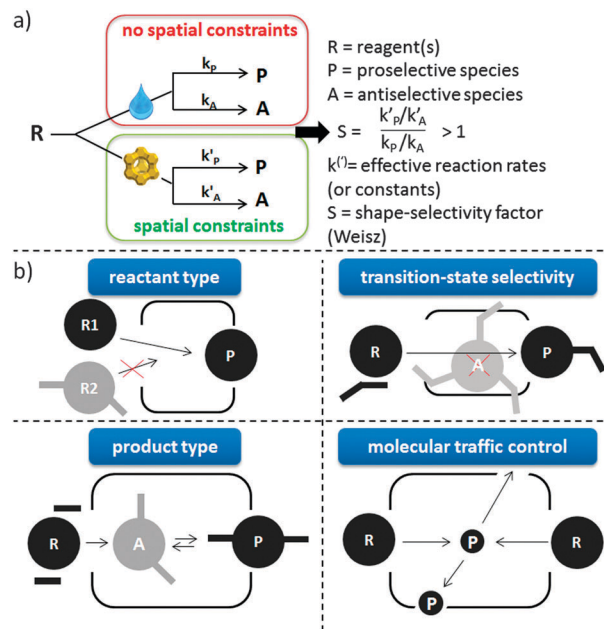 a)
no spatial constraints
kP
P
kA
A
R
k'P
P
k'A
A
spatial constraints
R = reagent(s)
P = proselective species
A = antiselective species
S = k'P/k'A / kP/kA > 1
k(')= effective reaction rates
(or constants)
S = shape-selectivity factor
(Weisz)
b)
reactant type
R1
R2
P
transition-state selectivity
R
A
P
product type
R
A
P
molecular traffic control
R
P
R
P